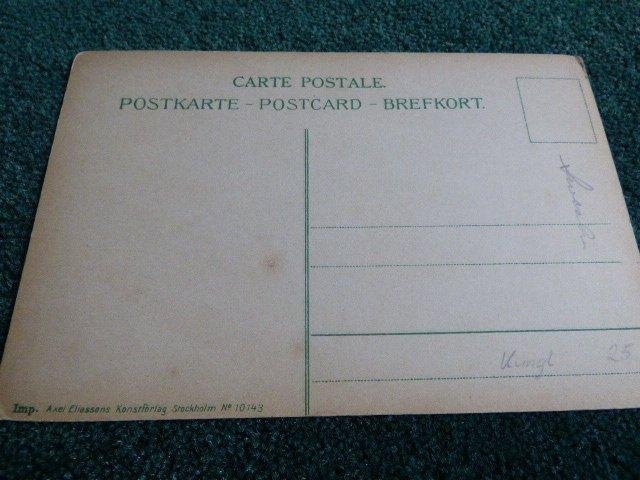 CARTE POSTALE.
POSTKARTE - POSTCARD - BREFKORT.
Kungl 25
Imp. Axel Eliassons Konstförlag Stockholm No 10143